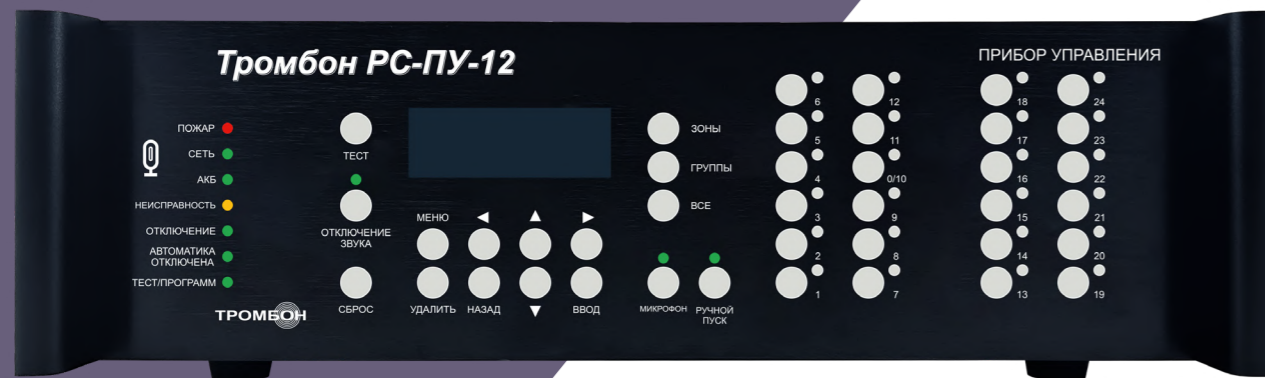 Тромбон РС-ПУ-12
ПРИБОР УПРАВЛЕНИЯ
ПОЖАР
СЕТЬ
АКБ
НЕИСПРАВНОСТЬ
ОТКЛЮЧЕНИЕ
АВТОМАТИКА
ОТКЛЮЧЕНА
ТЕСТ/ПРОГРАММ
ТРОМБОН
ТЕСТ
ОТКЛЮЧЕНИЕ
ЗВУКА
СБРОС
МЕНЮ ◄ ▲ ►
УДАЛИТЬ НАЗАД ▼ ВВОД
ЗОНЫ
ГРУППЫ
ВСЕ
МИКРОФОН
РУЧНОЙ
ПУСК
6 12 18 24
5 11 17 23
4 0/10 16 22
3 9 15 21
2 8 14 20
1 7 13 19